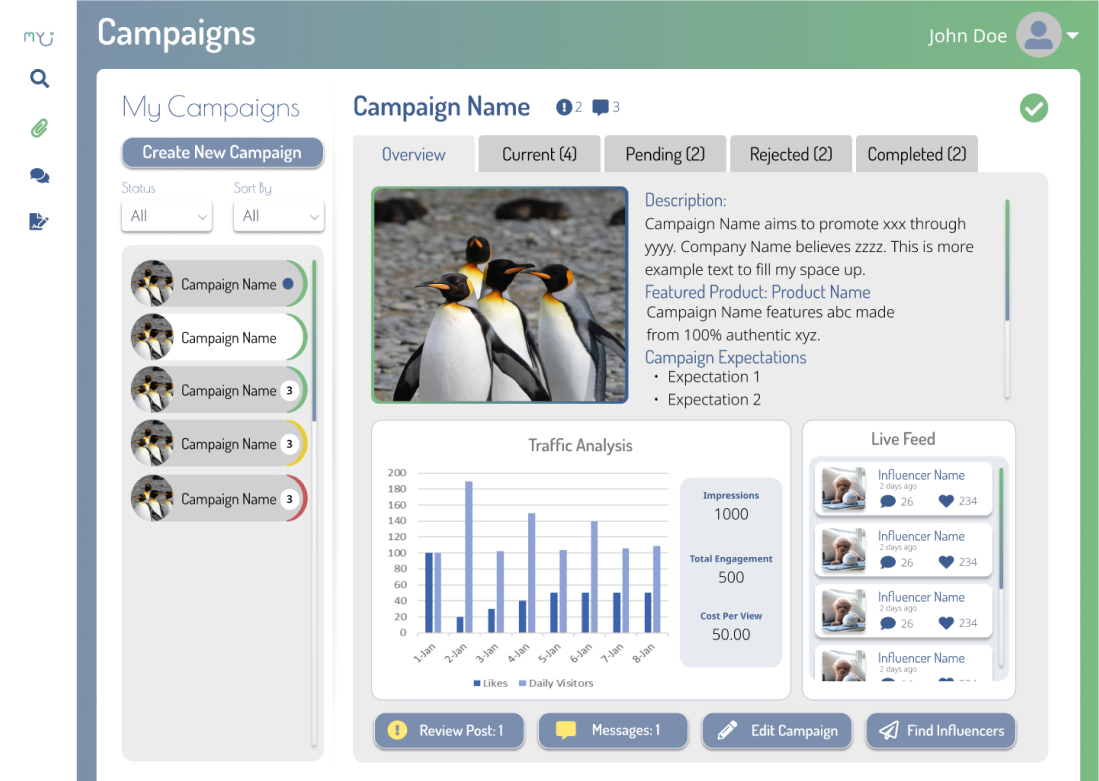 MYJ
Campaigns
John Doe
My Campaigns
Create New Campaign
Status
Sort By
All
All
Campaign Name
Campaign Name
Campaign Name 3
Campaign Name 3
Campaign Name 3
Campaign Name
2
3
Overview
Current (4)
Pending (2)
Rejected (2)
Completed (2)
Description:
Campaign Name aims to promote xxx through
yyyy. Company Name believes zzzz. This is more
example text to fill my space up.
Featured Product: Product Name
Campaign Name features abc made
from 100% authentic xyz.
Campaign Expectations
• Expectation 1
• Expectation 2
Traffic Analysis
200
180
160
140
120
100
80
60
40
20
0
1-Jan
2-Jan
3-Jan
4-Jan
5-Jan
6-Jan
7-Jan
8-Jan
Likes
Daily Visitors
Impressions
1000
Total Engagement
500
Cost Per View
50.00
Live Feed
Influencer Name
2 days ago
26
234
Influencer Name
2 days ago
26
234
Influencer Name
2 days ago
26
234
Influencer Name
2 days ago
Review Post: 1
Messages: 1
Edit Campaign
Find Influencers